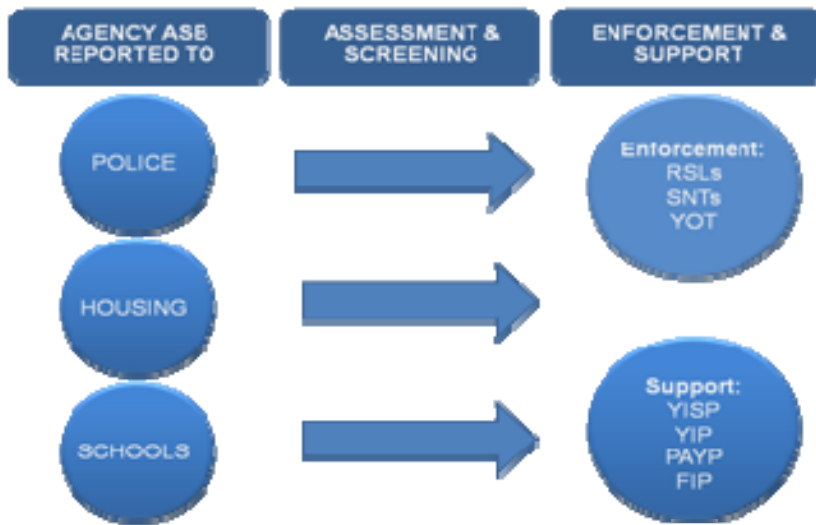 AGENCY ASB
REPORTED TO
ASSESSMENT &
SCREENING
ENFORCEMENT &
SUPPORT
POLICE
HOUSING
SCHOOLS
Enforcement:
RSLs
SNTs
YOT
Support:
YISP
YIP
PAYP
FIP